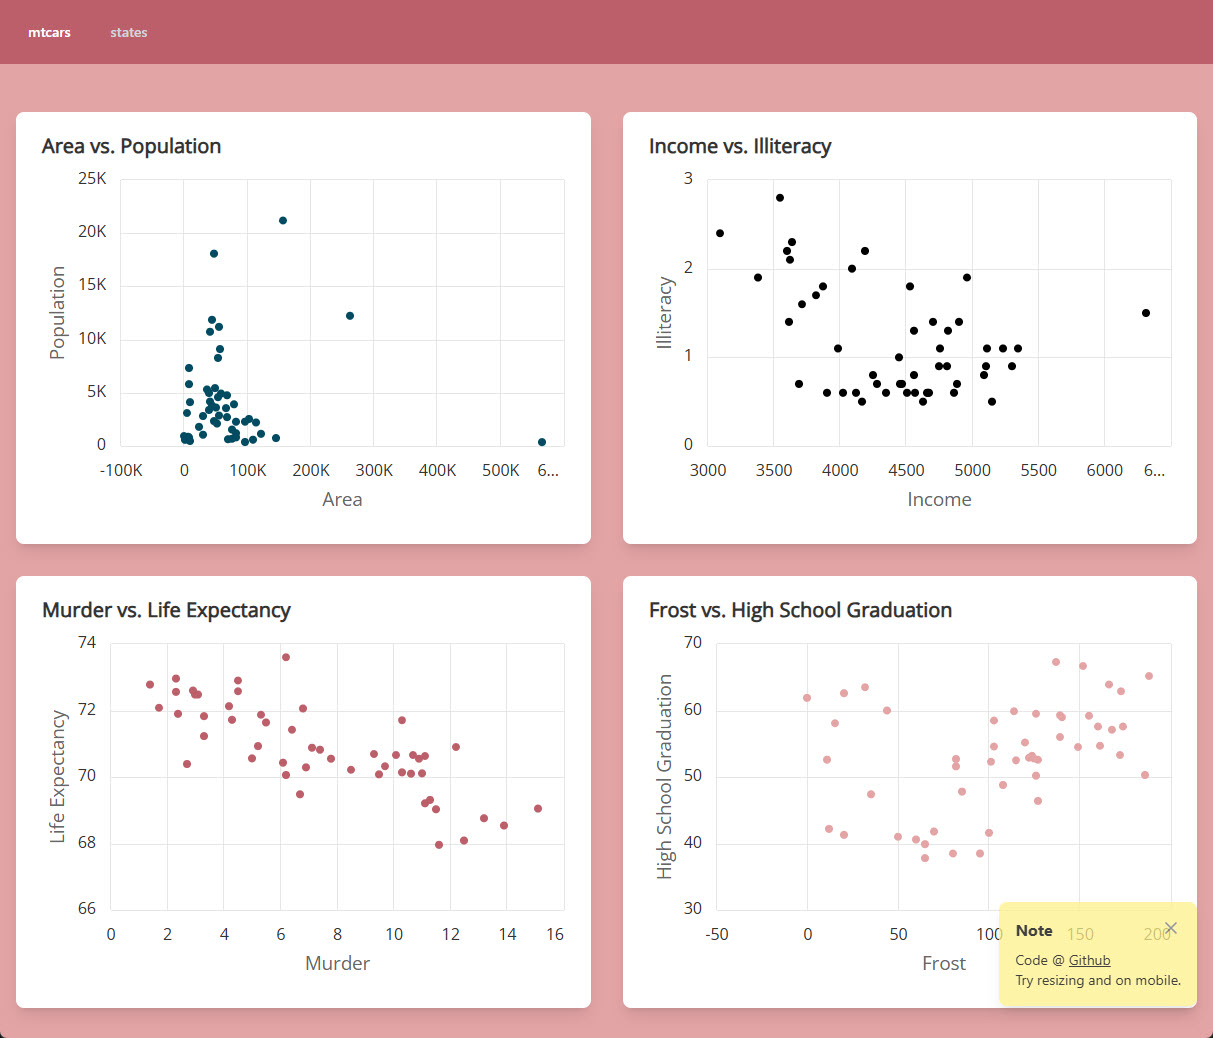 mtcars states
Area vs. Population
25K
20K
15K
10K
5K
0
Population
-100K 0 100K 200K 300K 400K 500K 6...
Area
Income vs. Illiteracy
3
2
1
0
Illiteracy
3000 3500 4000 4500 5000 5500 6000 6...
Income
Murder vs. Life Expectancy
74
72
70
68
66
Life Expectancy
0 2 4 6 8 10 12 14 16
Murder
Frost vs. High School Graduation
70
60
50
40
30
High School Graduation
-50 0 50 100 150 200
Frost
Note
Code @ Github
Try resizing and on mobile.